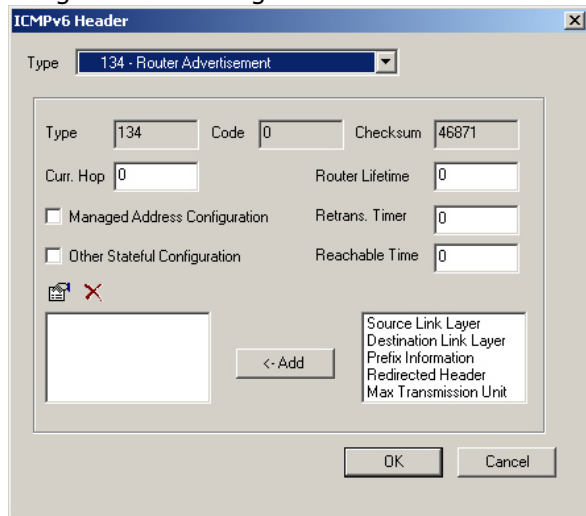 ICMPv6 Header
Type 134 - Router Advertisement
Type 134 Code 0 Checksum 46871
Curr. Hop 0 Router Lifetime 0
Managed Address Configuration Retrans. Timer 0
Other Stateful Configuration Reachable Time 0
Source Link Layer
Destination Link Layer
Prefix Information
Redirected Header
Max Transmission Unit
<- Add
OK Cancel